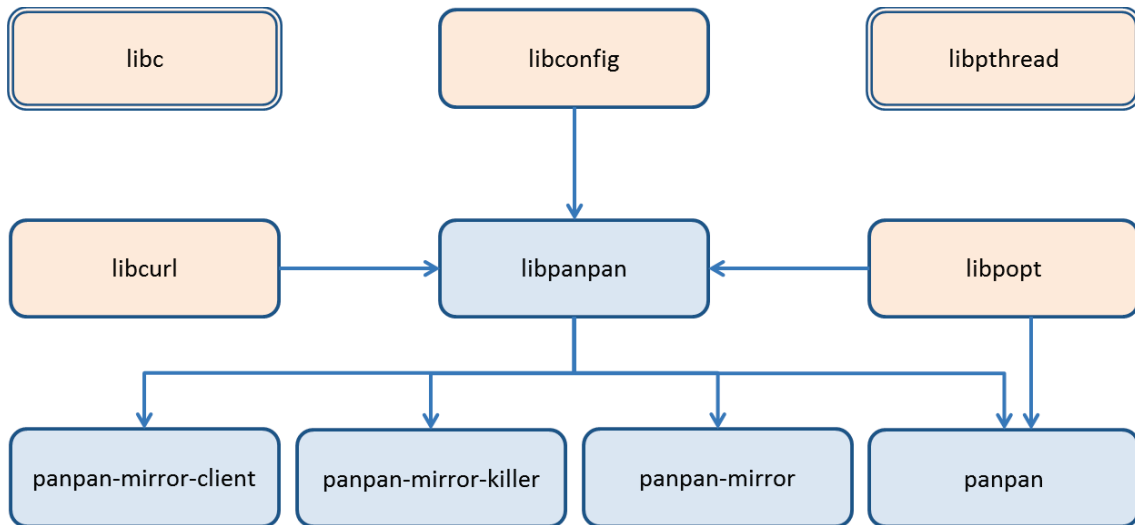 libc
libconfig
libpthread
libcurl
libpanpan
libpopt
panpan-mirror-client
panpan-mirror-killer
panpan-mirror
panpan